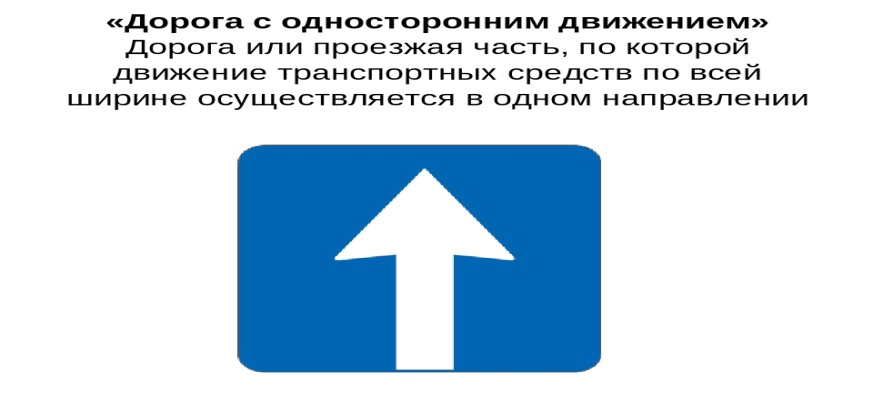 «Дорога с односторонним движением»
Дорога или проезжая часть, по которой
движение транспортных средств по всей
ширине осуществляется в одном направлении